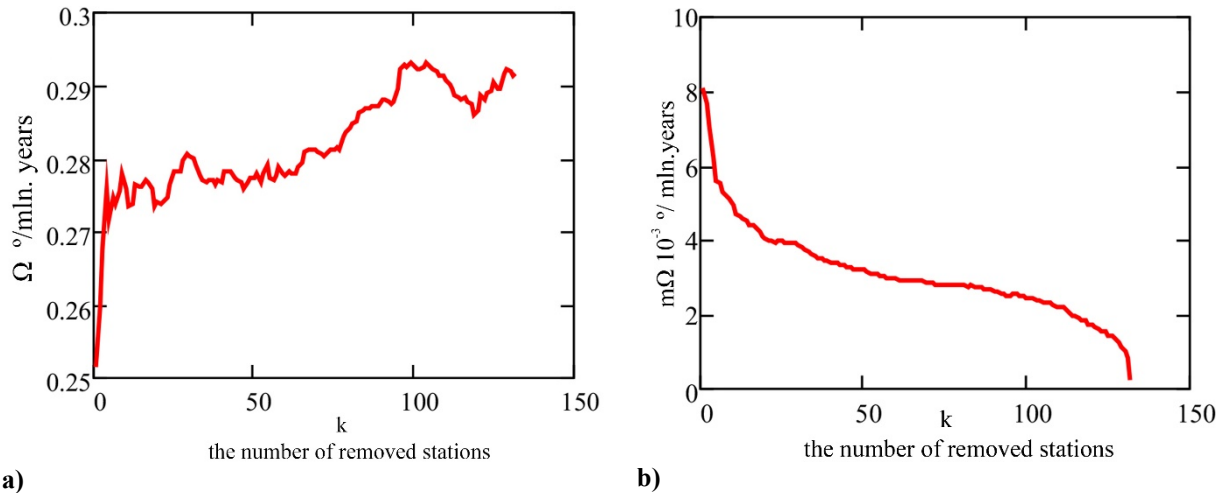 0.3
0.29
0.28
0.27
0.26
0.25
Ω º/mln. years
0 50 100 150
k
the number of removed stations
a)
10
8
6
4
2
0
mΩ 10⁻³ º/ mln.years
0 50 100 150
k
the number of removed stations
b)